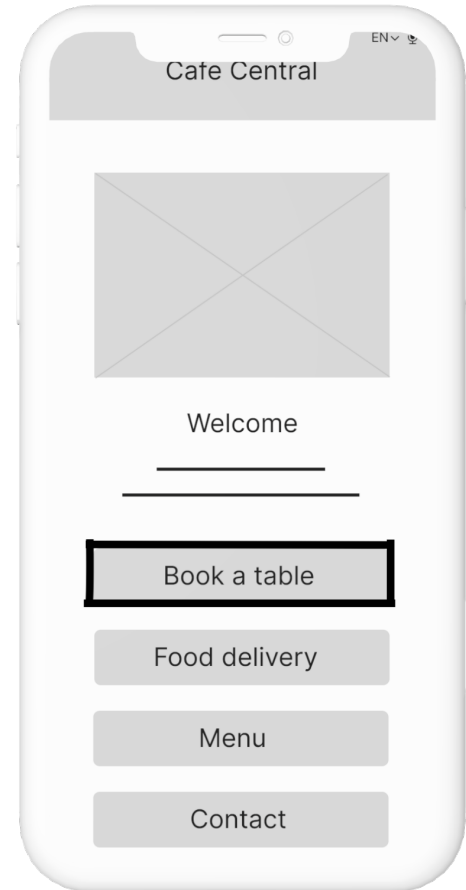 EN
Cafe Central
Welcome
Book a table
Food delivery
Menu
Contact